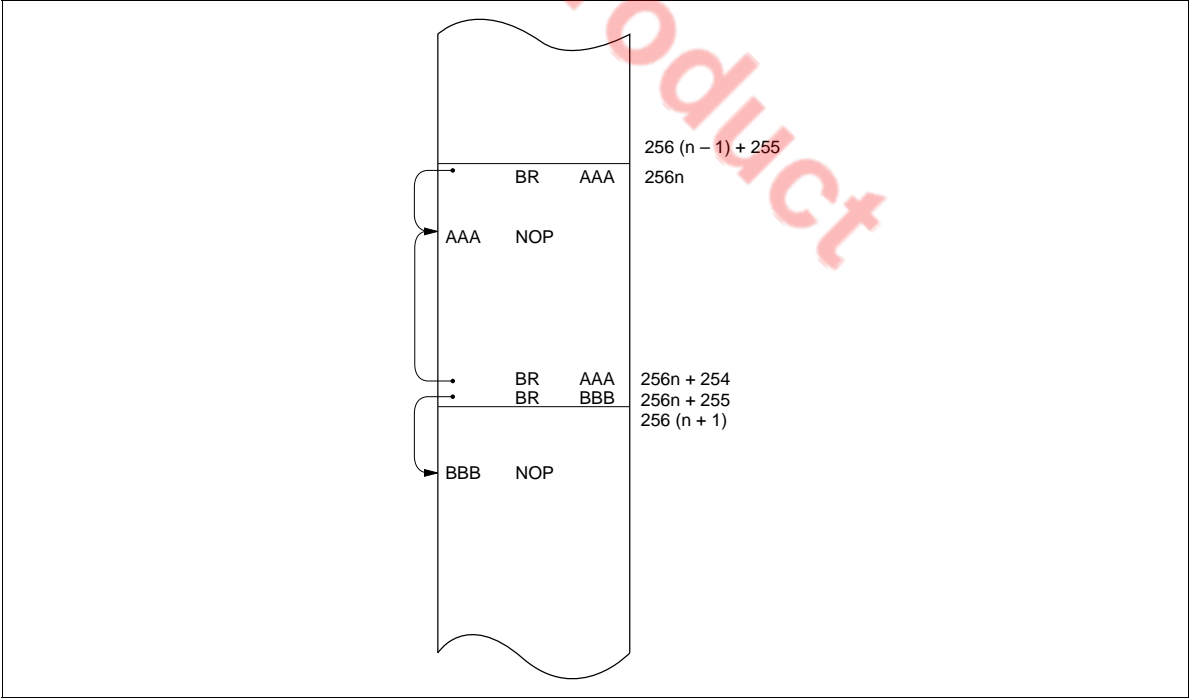 oduct
256 (n – 1) + 255
BR AAA 256n
AAA NOP
BR AAA 256n + 254
BR BBB 256n + 255
256 (n + 1)
BBB NOP